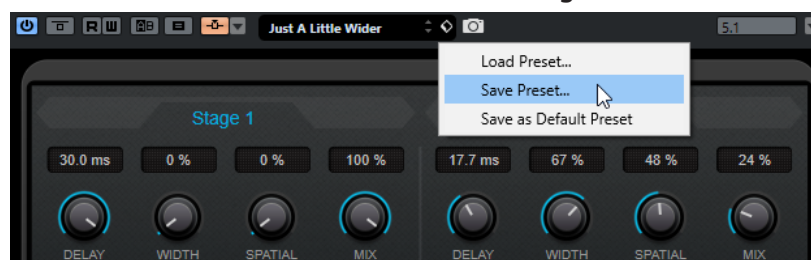 R W AB Just A Little Wider 5.1
Load Preset...
Save Preset...
Save as Default Preset
Stage 1
30.0 ms 0 % 0 % 100 % 17.7 ms 67 % 48 % 24 %
DELAY WIDTH SPATIAL MIX DELAY WIDTH SPATIAL MIX